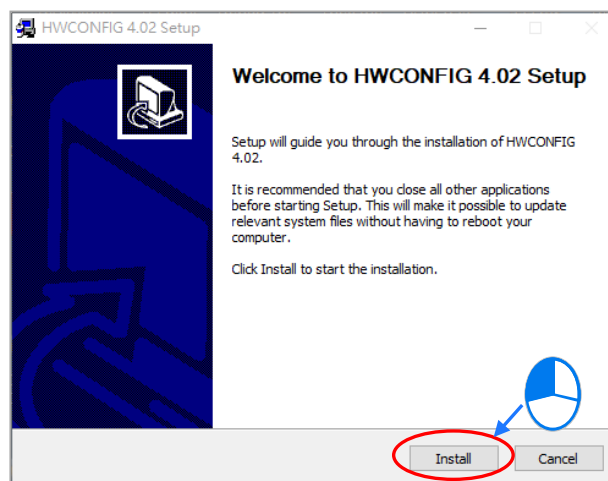 HWCONFIG 4.02 Setup
Welcome to HWCONFIG 4.02 Setup
Setup will guide you through the installation of HWCONFIG
4.02.
It is recommended that you close all other applications
before starting Setup. This will make it possible to update
relevant system files without having to reboot your
computer.
Click Install to start the installation.
Install
Cancel